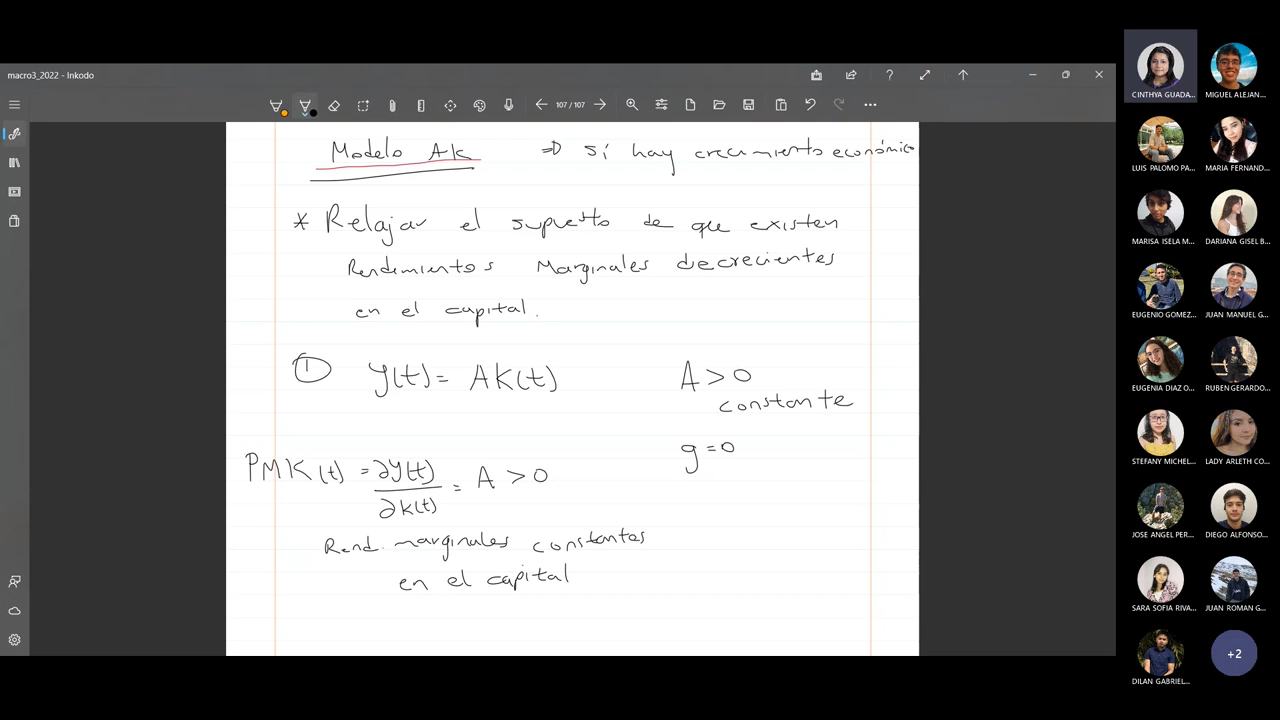 macro3_2022 - Inkodo
107 / 107
Modelo AK ⇒ Sí hay crecimiento económico
* Relajar el supuesto de que existen
Rendimientos Marginales decrecientes
en el capital.
① Y(t) = AK(t) A > 0
constante
g = 0
PMK(t) = ∂Y(t)/∂K(t) = A > 0
Rend. marginales constantes
en el capital
CINTHYA GUADA...
MIGUEL ALEJAN...
LUIS PALOMO PA...
MARIA FERNAND...
MARISA ISELA M...
DARIANA GISEL B...
EUGENIO GOMEZ...
JUAN MANUEL G...
EUGENIA DIAZ O...
RUBEN GERARDO...
STEFANY MICHEL...
LADY ARLETH CO...
JOSE ANGEL PER...
DIEGO ALFONSO...
SARA SOFIA RIVA...
JUAN ROMAN G...
DILAN GABRIEL...
+2